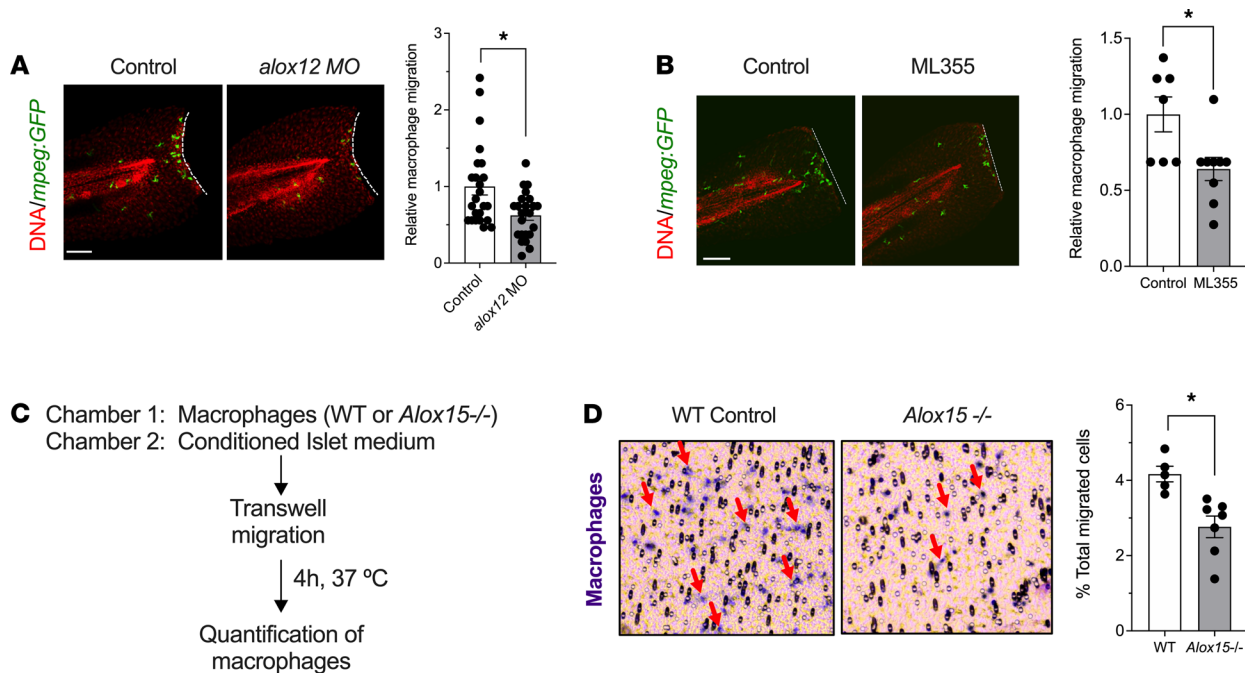 A
Control
alox12 MO
DNA/mpeg:GFP
*
Relative macrophage migration
3
2
1
0
Control
alox12 MO
B
Control
ML355
DNA/mpeg:GFP
*
Relative macrophage migration
1.5
1.0
0.5
0.0
Control
ML355
C
Chamber 1: Macrophages (WT or Alox15-/-)
Chamber 2: Conditioned Islet medium
Transwell
migration
4h, 37 ºC
Quantification of
macrophages
D
WT Control
Alox15 -/-
Macrophages
*
% Total migrated cells
6
4
2
0
WT
Alox15-/-